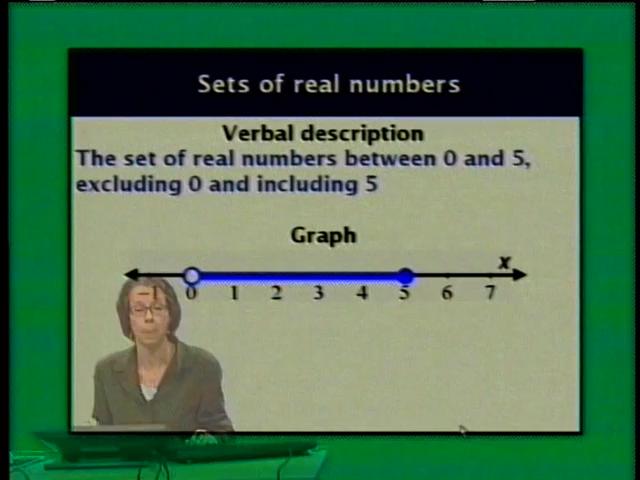 Sets of real numbers
Verbal description
The set of real numbers between 0 and 5,
excluding 0 and including 5
Graph
x
-1 0 1 2 3 4 5 6 7